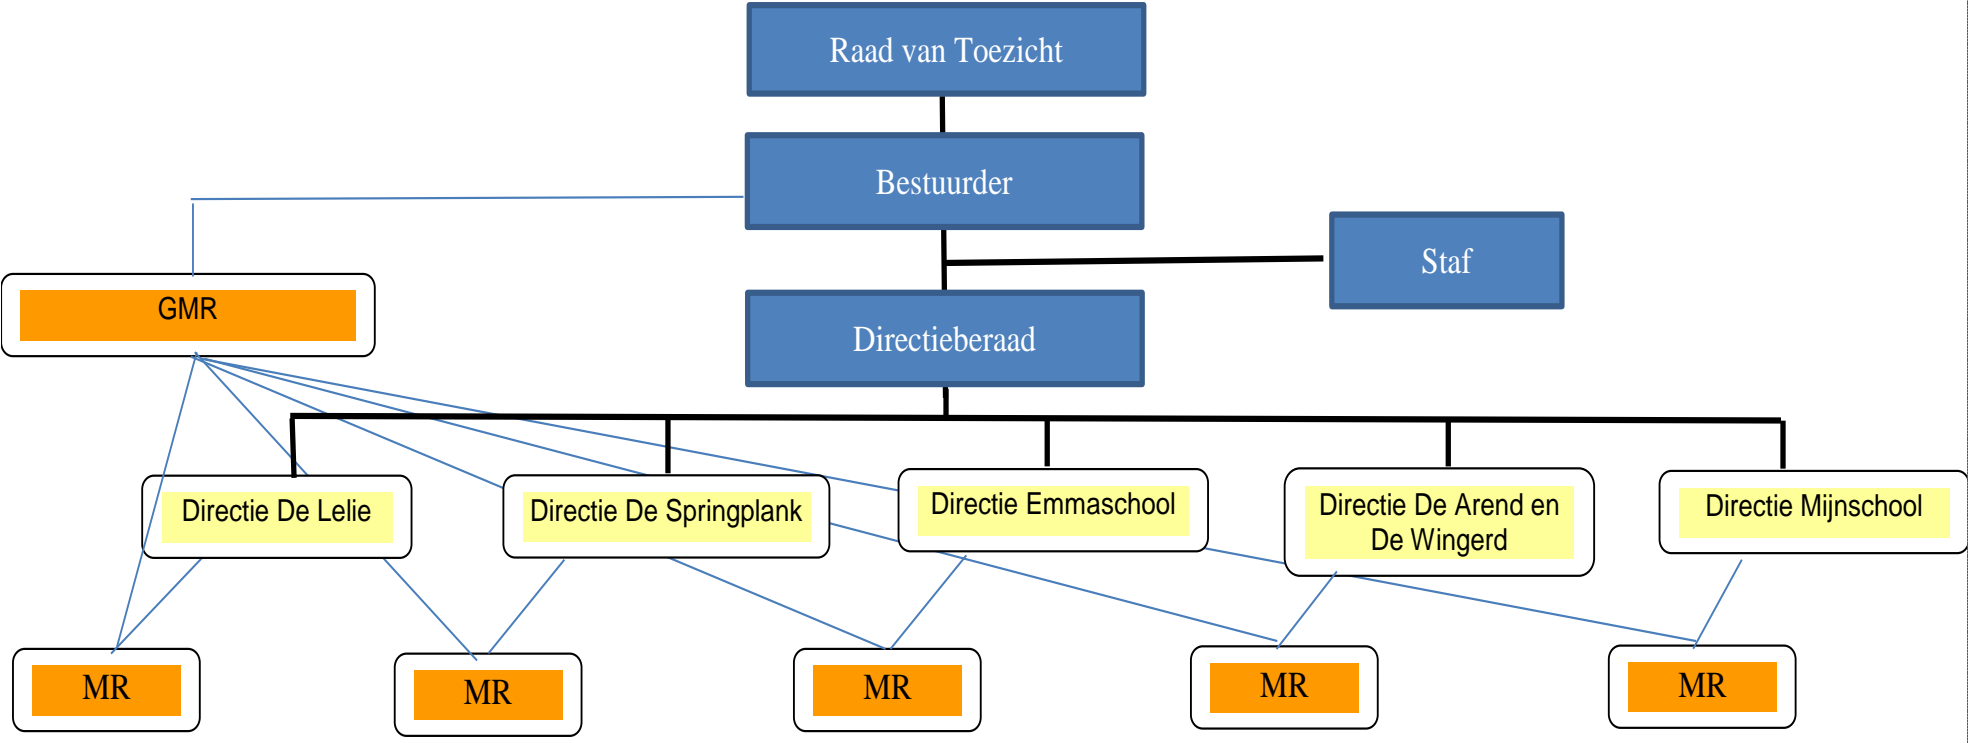 Raad van Toezicht
Bestuurder
Staf
GMR
Directieberaad
Directie De Lelie
Directie De Springplank
Directie Emmaschool
Directie De Arend en
De Wingerd
Directie Mijnschool
MR
MR
MR
MR
MR